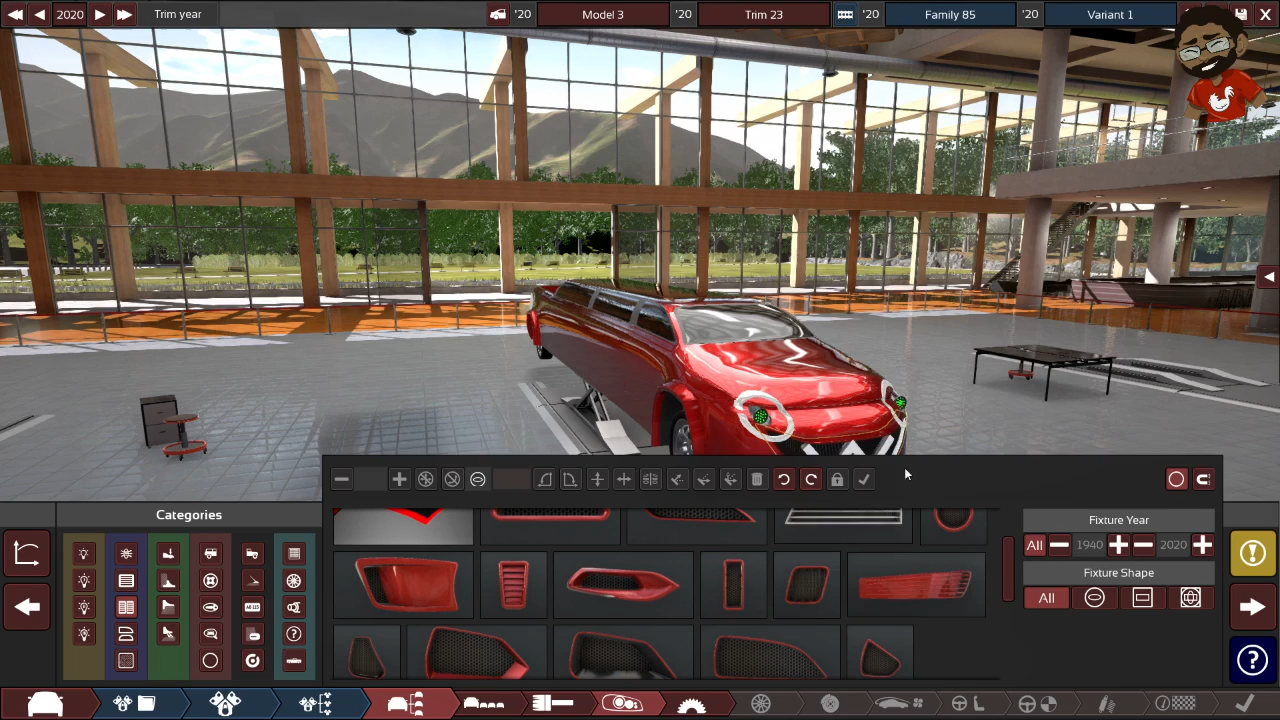 2020 Trim year '20 Model 3 '20 Trim 23 '20 Family 85 '20 Variant 1 X
Categories
Fixture Year
All 1940 2020
Fixture Shape
All
?